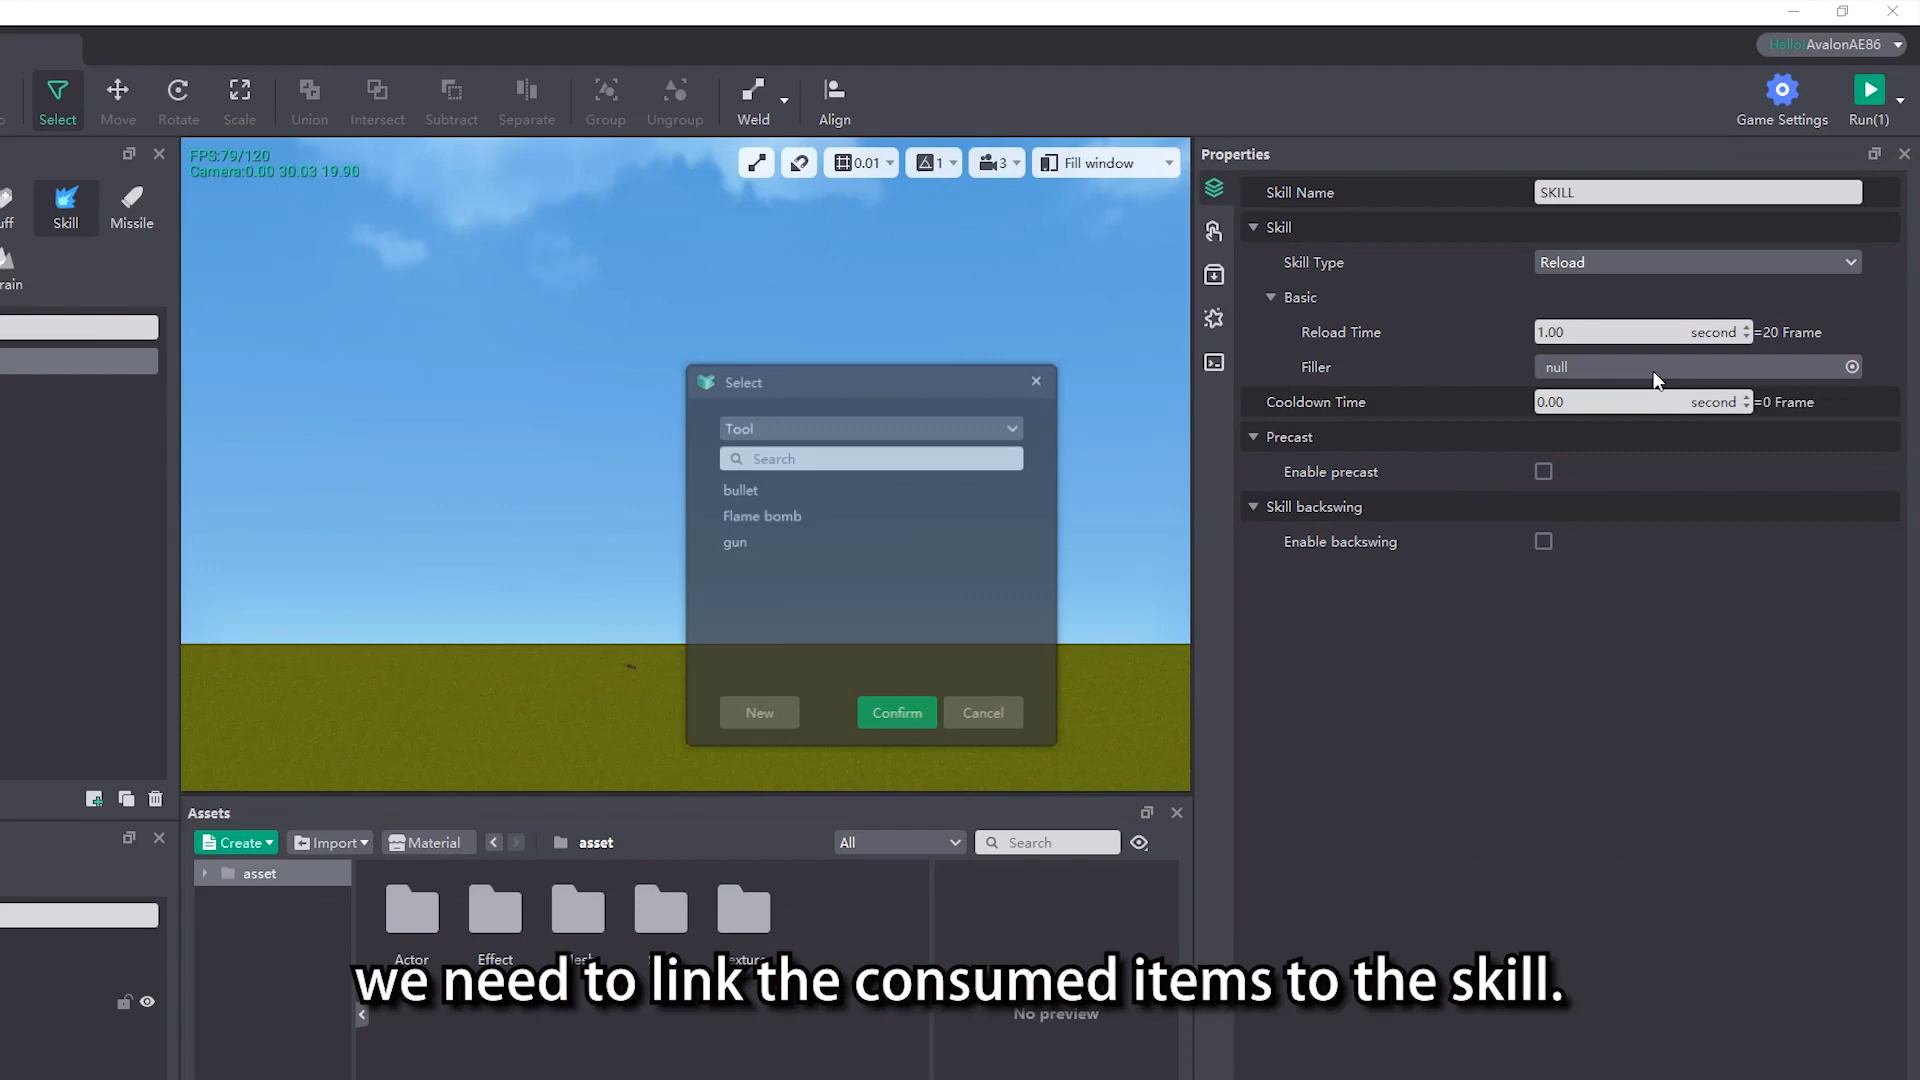 Hello!AvalonAE86
Select
Move
Rotate
Scale
Union
Intersect
Subtract
Separate
Group
Ungroup
Weld
Align
Game Settings
Run(1)
FPS:79/120
Camera:0.00 30.03 19.90
0.01
1
3
Fill window
uff
Skill
Missile
rain
Properties
Skill Name
SKILL
Skill
Skill Type
Reload
Basic
Reload Time
1.00 second =20 Frame
Filler
null
Cooldown Time
0.00 second =0 Frame
Precast
Enable precast
Skill backswing
Enable backswing
Select
Tool
Search
bullet
Flame bomb
gun
New
Confirm
Cancel
Assets
Create
Import
Material
asset
All
Search
asset
Actor
Effect
we need to link the consumed items to the skill.
No preview